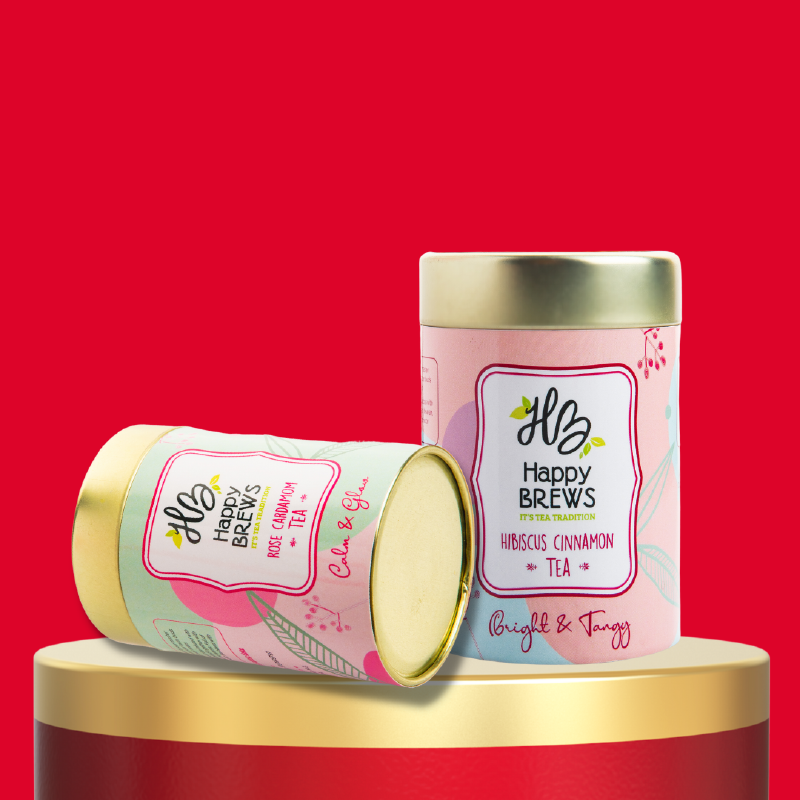 HB
Happy
BREWS
IT'S TEA TRADITION
ROSE CARDAMOM
TEA
Calm & Glow
HB
Happy
BREWS
IT'S TEA TRADITION
HIBISCUS CINNAMON
TEA
Bright & Tangy